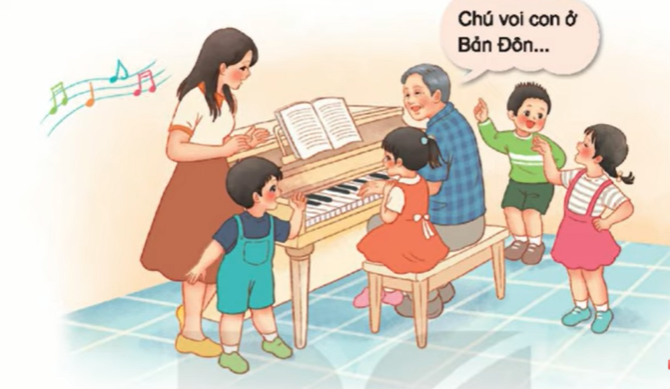 Chú voi con ở
Bản Đôn...